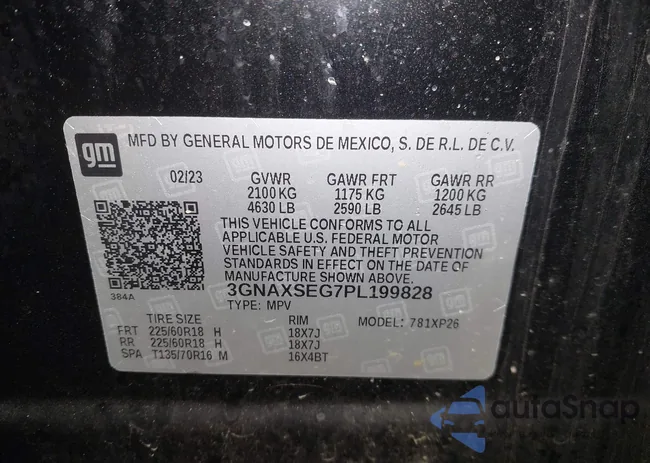 gm MFD BY GENERAL MOTORS DE MEXICO, S. DE R.L. DE C.V.
02/23 GVWR GAWR FRT GAWR RR
2100 KG 1175 KG 1200 KG
4630 LB 2590 LB 2645 LB
THIS VEHICLE CONFORMS TO ALL
APPLICABLE U.S. FEDERAL MOTOR
VEHICLE SAFETY AND THEFT PREVENTION
STANDARDS IN EFFECT ON THE DATE OF
MANUFACTURE SHOWN ABOVE.
3GNAXSEG7PL199828
384A TYPE: MPV
TIRE SIZE RIM MODEL: 781XP26
FRT 225/60R18 H 18X7J
RR 225/60R18 H 18X7J
SPA T135/70R16 M 16X4BT
autoSnap